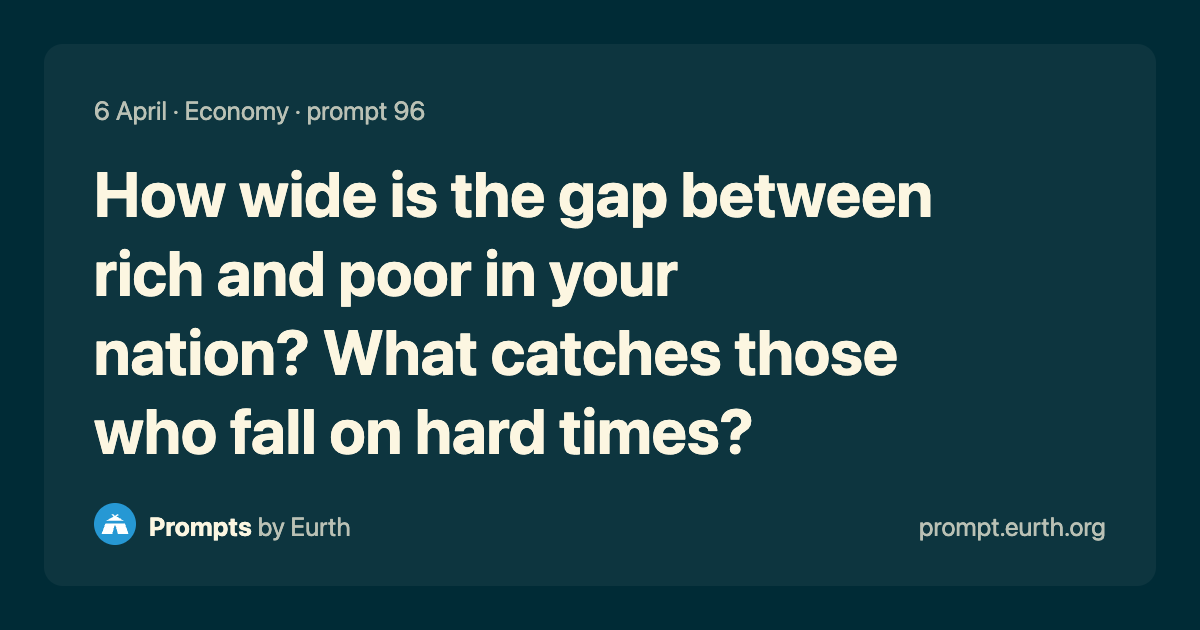 6 April · Economy · prompt 96
How wide is the gap between
rich and poor in your
nation? What catches those
who fall on hard times?
Prompts by Eurth
prompt.eurth.org